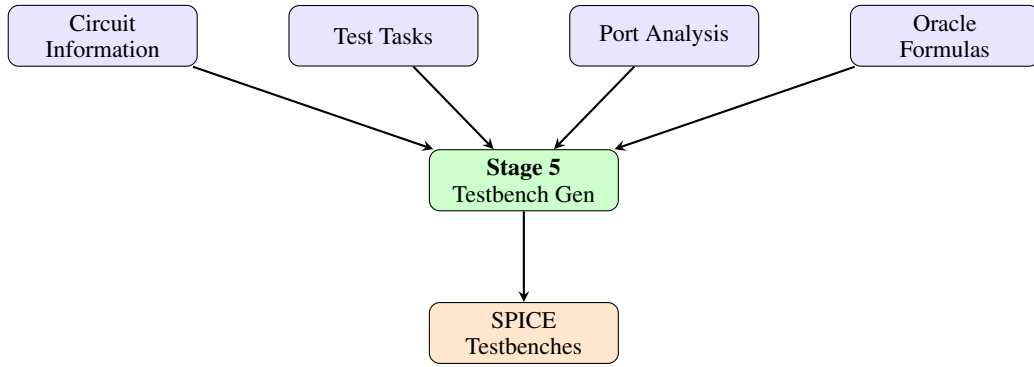 Circuit
Information
Test Tasks
Port Analysis
Oracle
Formulas
Stage 5
Testbench Gen
SPICE
Testbenches